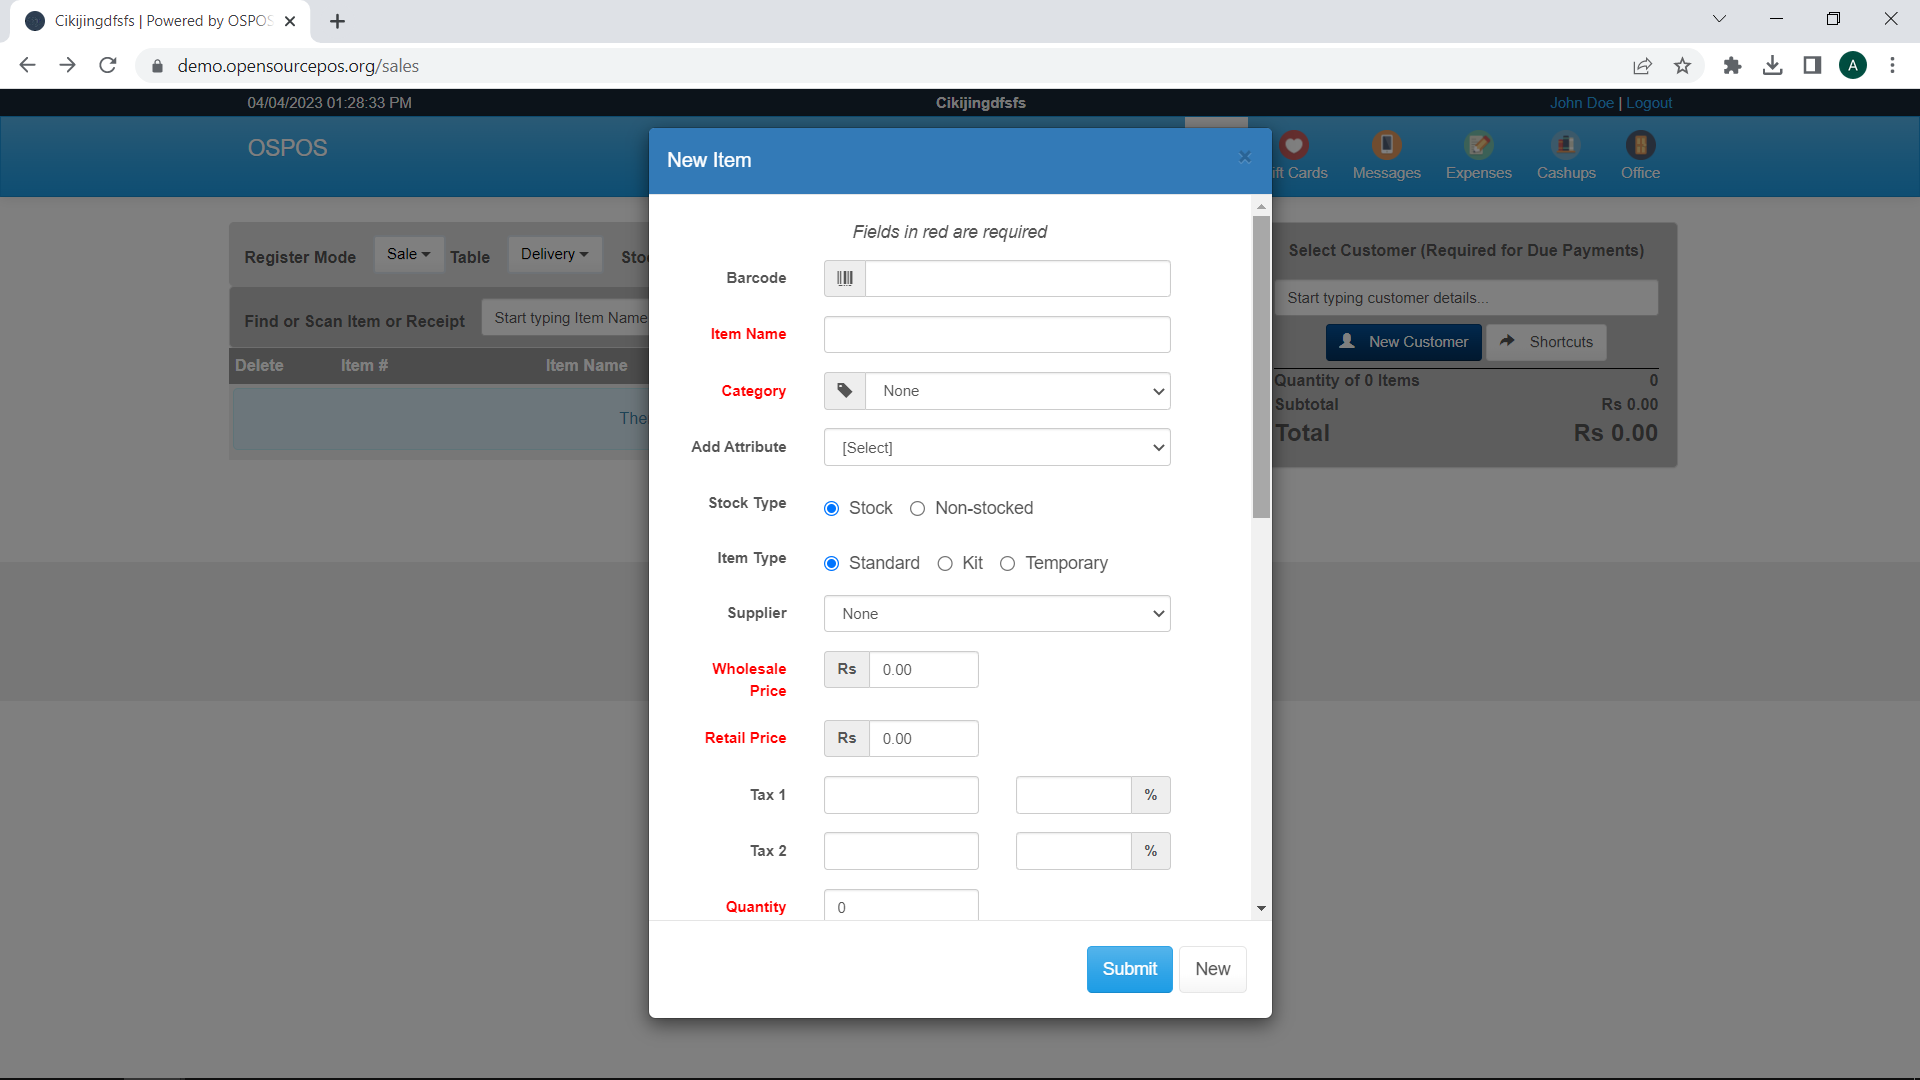 Cikijingdfsfs | Powered by OSPOS
demo.opensourcepos.org/sales
A
04/04/2023 01:28:33 PM
Cikijingdfsfs
John Doe | Logout
OSPOS
ift Cards
Messages
Expenses
Cashups
Office
New Item
×
Register Mode
Sale
Table
Delivery
Sto
Find or Scan Item or Receipt
Start typing Item Name
Delete
Item #
Item Name
The
Fields in red are required
Barcode
Item Name
Category
None
Add Attribute
[Select]
Stock Type
Stock
Non-stocked
Item Type
Standard
Kit
Temporary
Supplier
None
Wholesale
Price
Rs
0.00
Retail Price
Rs
0.00
Tax 1
%
Tax 2
%
Quantity
0
Submit
New
Select Customer (Required for Due Payments)
Start typing customer details...
New Customer
Shortcuts
Quantity of 0 Items
0
Subtotal
Rs 0.00
Total
Rs 0.00